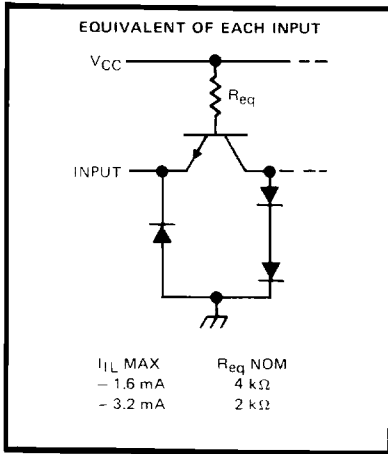 EQUIVALENT OF EACH INPUT
VCC
Req
INPUT
IIL MAX Req NOM
– 1.6 mA 4 kΩ
– 3.2 mA 2 kΩ